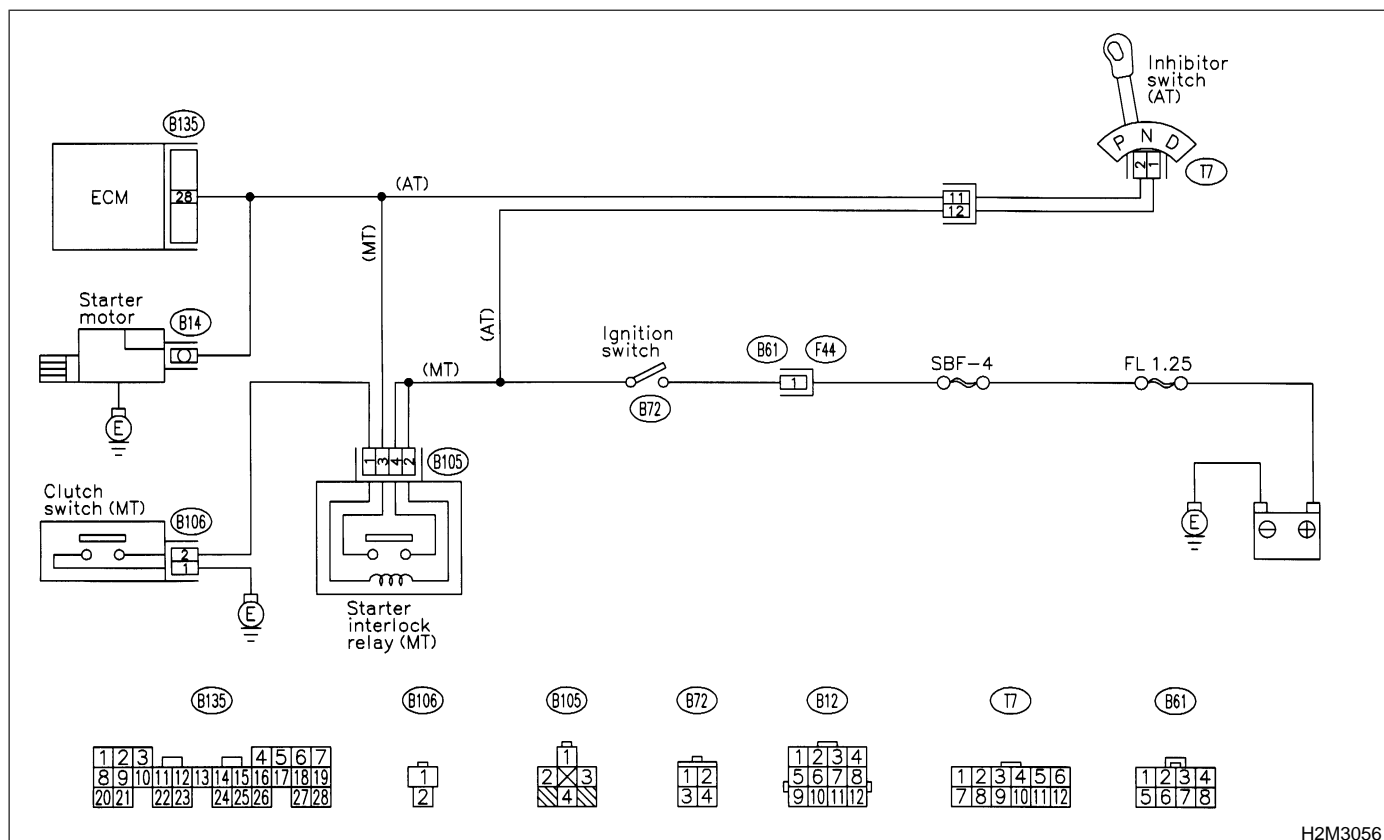 Inhibitor
switch
(AT)
P N D
2 1
T7
B135
ECM
28
(AT)
11
12
(MT)
(AT)
Starter
motor
B14
E
Ignition
switch
B72
B61
F44
1
SBF-4
FL 1.25
(MT)
1 3 4 2
B105
Clutch
switch (MT)
B106
2
1
E
Starter
interlock
relay (MT)
E
⊖ ⊕
B135
1 2 3 4 5 6 7
8 9 10 11 12 13 14 15 16 17 18 19
20 21 22 23 24 25 26 27 28
B106
1
2
B105
1
2 3
4
B72
1 2
3 4
B12
1 2 3 4
5 6 7 8
9 10 11 12
T7
1 2 3 4 5 6
7 8 9 10 11 12
B61
1 2 3 4
5 6 7 8
H2M3056